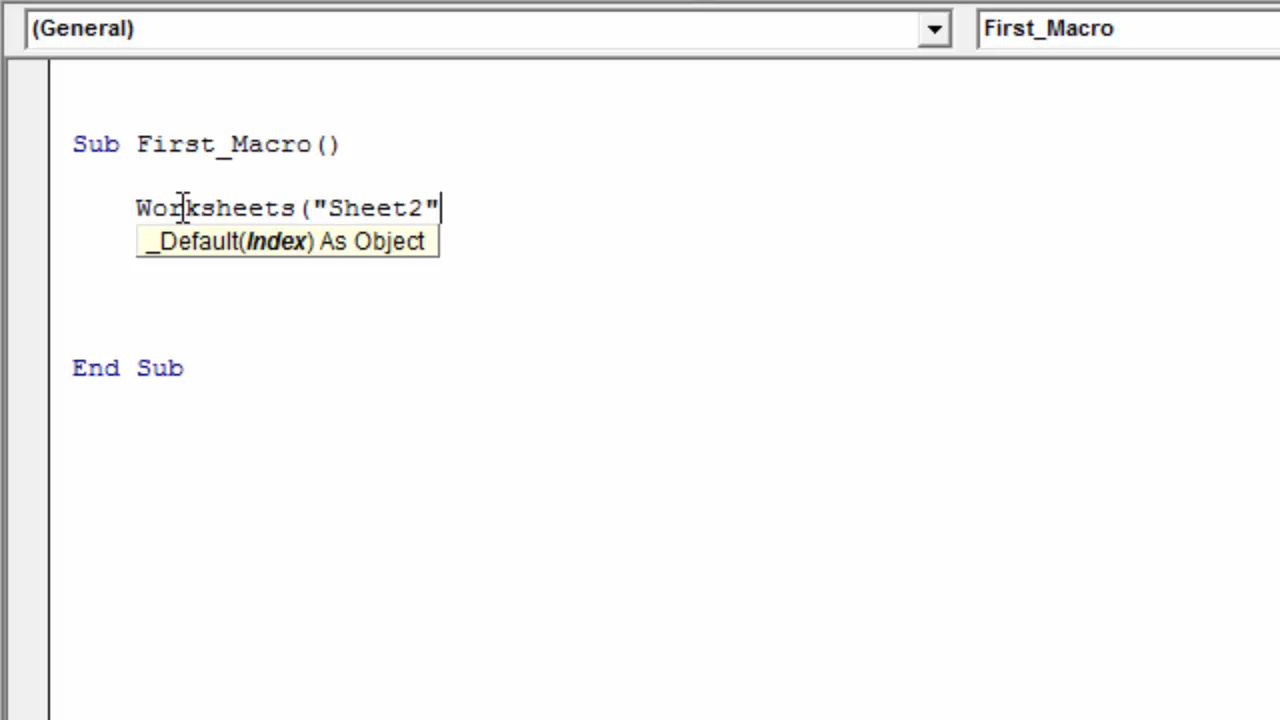 (General) First_Macro
Sub First_Macro()
Worksheets("Sheet2"
_Default(Index) As Object
End Sub